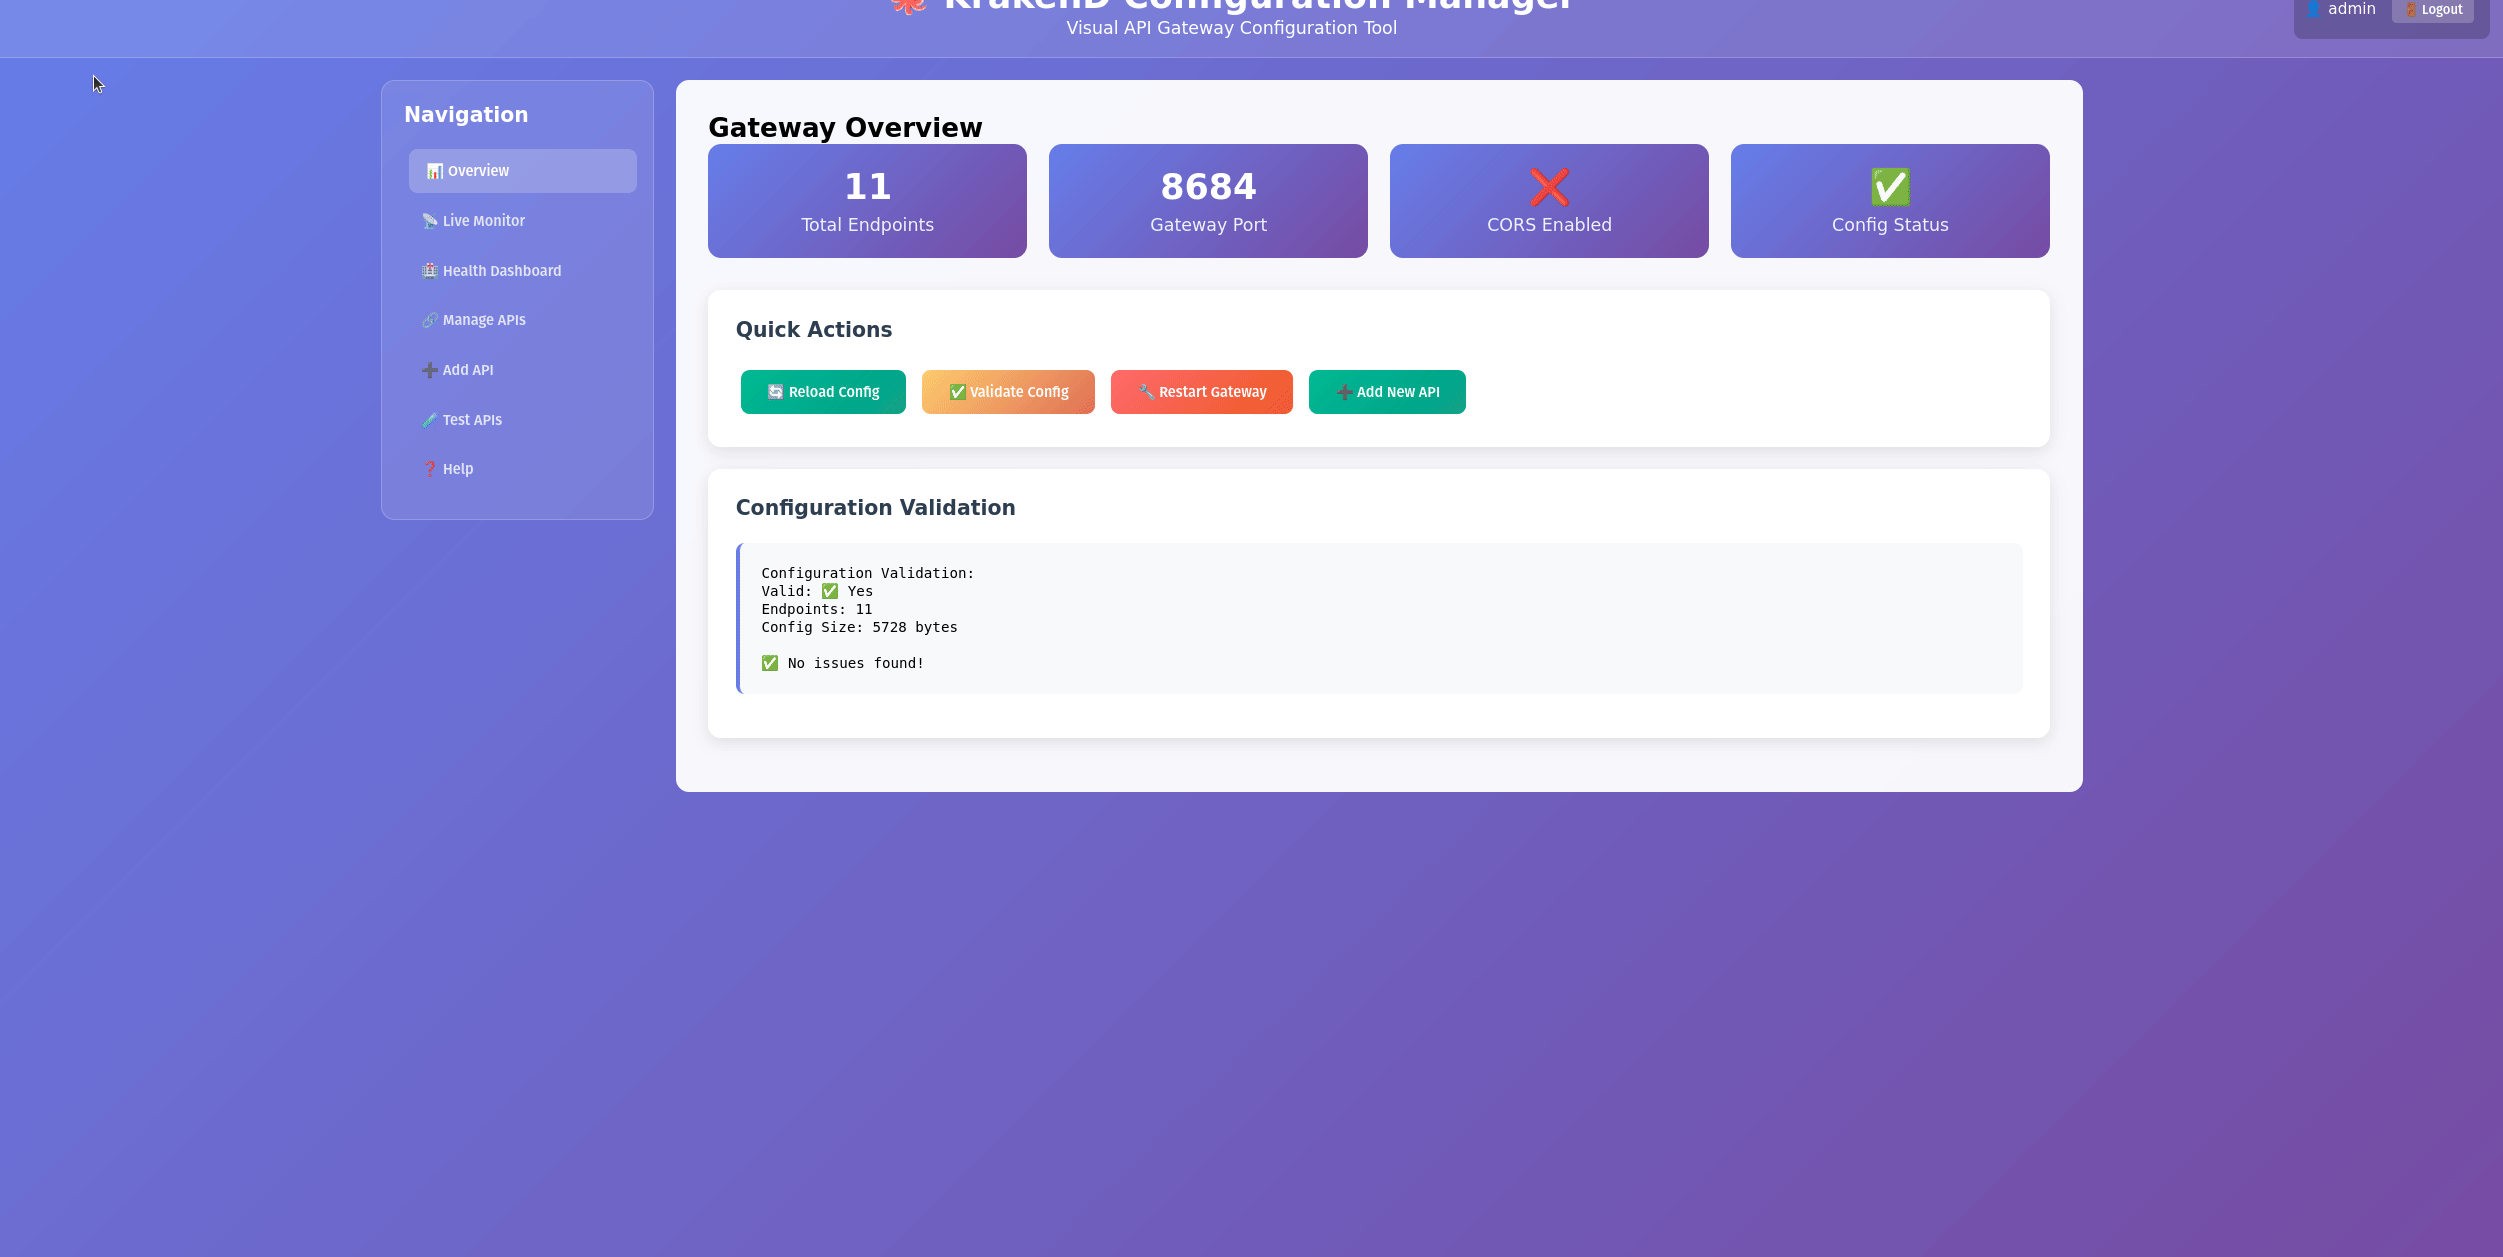 KrakenD Configuration Manager
Visual API Gateway Configuration Tool
admin
Logout
Navigation
Overview
Live Monitor
Health Dashboard
Manage APIs
Add API
Test APIs
Help
Gateway Overview
11
Total Endpoints
8684
Gateway Port
CORS Enabled
Config Status
Quick Actions
Reload Config
Validate Config
Restart Gateway
Add New API
Configuration Validation
Configuration Validation:
Valid: ✅ Yes
Endpoints: 11
Config Size: 5728 bytes
✅ No issues found!